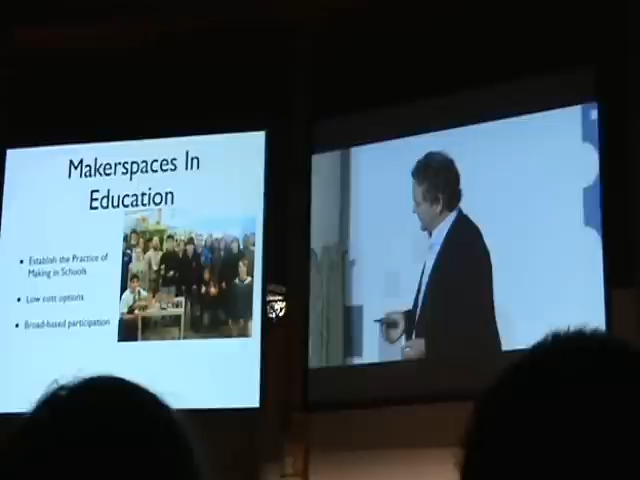 Makerspaces In
Education
• Establish the Practice of
Making in Schools
• Low cost options
• Broad-based participation